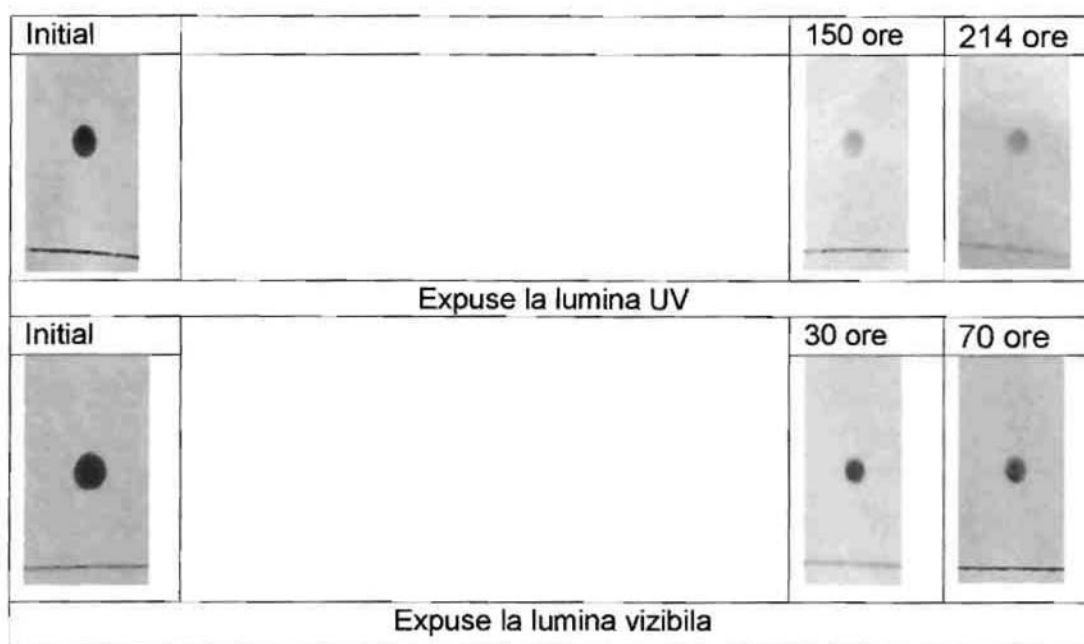 Initial 150 ore 214 ore
Expuse la lumina UV
Initial 30 ore 70 ore
Expuse la lumina vizibila